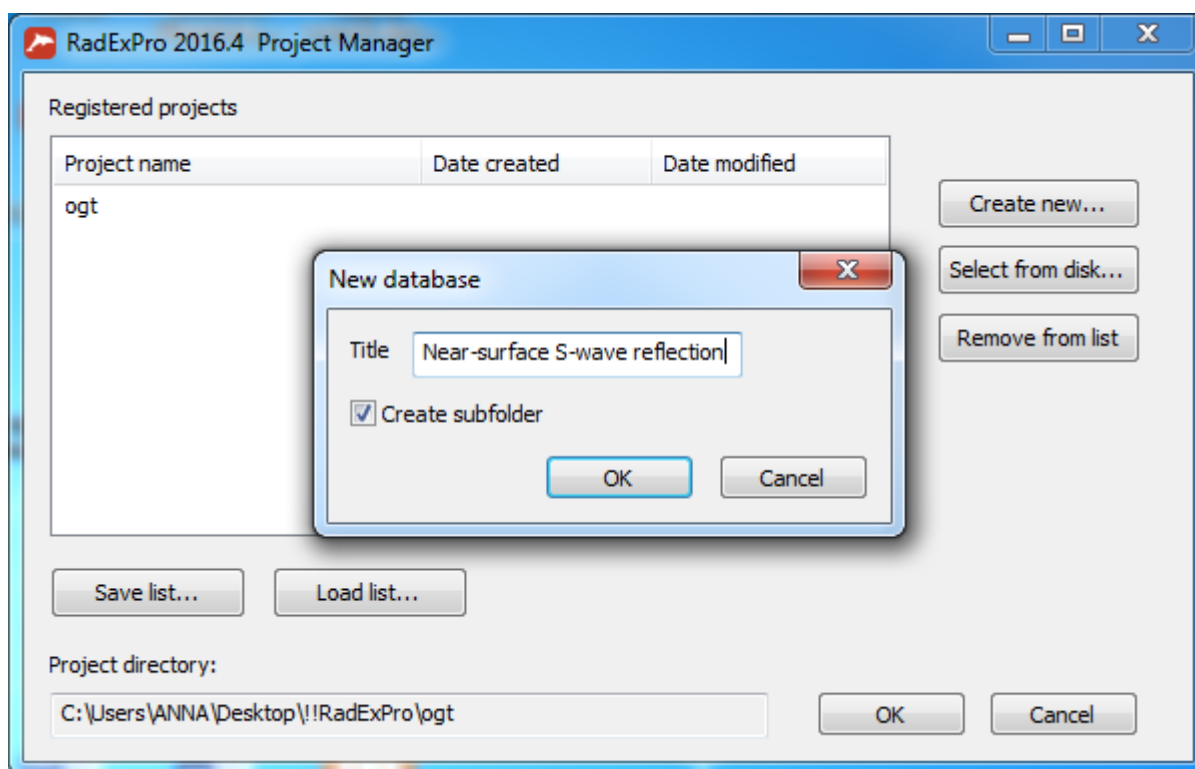 RadExPro 2016.4 Project Manager
Registered projects
Project name Date created Date modified
ogt
Create new...
Select from disk...
Remove from list
New database
Title Near-surface S-wave reflection
Create subfolder
OK Cancel
Save list... Load list...
Project directory:
C:\Users\ANNA\Desktop\!!RadExPro\ogt OK Cancel